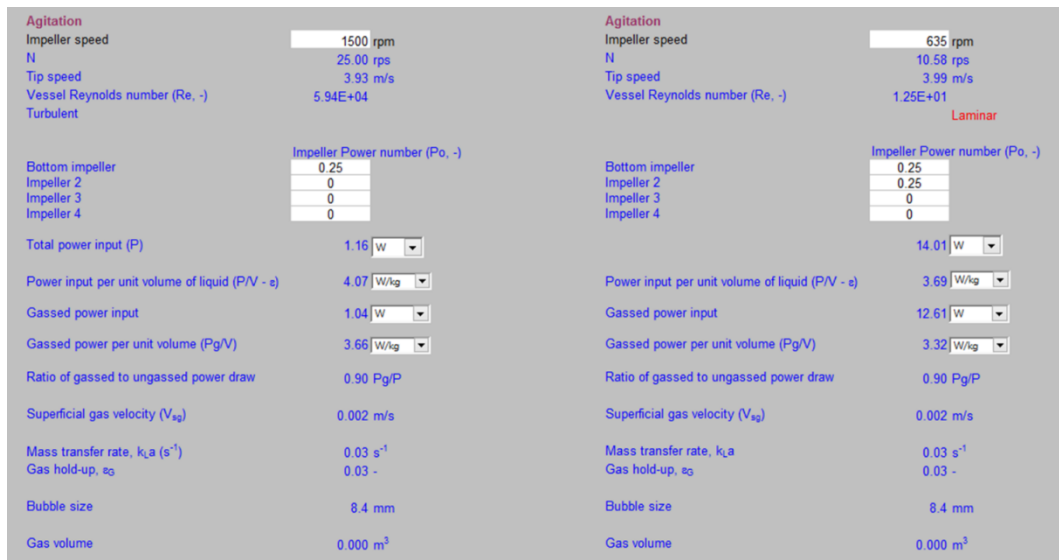 Agitation
Impeller speed 1500 rpm
N 25.00 rps
Tip speed 3.93 m/s
Vessel Reynolds number (Re, -) 5.94E+04
Turbulent
Impeller Power number (Po, -)
Bottom impeller 0.25
Impeller 2 0
Impeller 3 0
Impeller 4 0
Total power input (P) 1.16 W
Power input per unit volume of liquid (P/V - ε) 4.07 W/kg
Gassed power input 1.04 W
Gassed power per unit volume (Pg/V) 3.66 W/kg
Ratio of gassed to ungassed power draw 0.90 Pg/P
Superficial gas velocity (Vsg) 0.002 m/s
Mass transfer rate, kLa (s⁻¹) 0.03 s⁻¹
Gas hold-up, εG 0.03 -
Bubble size 8.4 mm
Gas volume 0.000 m³
Agitation
Impeller speed 635 rpm
N 10.58 rps
Tip speed 3.99 m/s
Vessel Reynolds number (Re, -) 1.25E+01
Laminar
Impeller Power number (Po, -)
Bottom impeller 0.25
Impeller 2 0.25
Impeller 3 0
Impeller 4 0
14.01 W
Power input per unit volume of liquid (P/V - ε) 3.69 W/kg
Gassed power input 12.61 W
Gassed power per unit volume (Pg/V) 3.32 W/kg
Ratio of gassed to ungassed power draw 0.90 Pg/P
Superficial gas velocity (Vsg) 0.002 m/s
Mass transfer rate, kLa 0.03 s⁻¹
Gas hold-up, εG 0.03 -
Bubble size 8.4 mm
Gas volume 0.000 m³